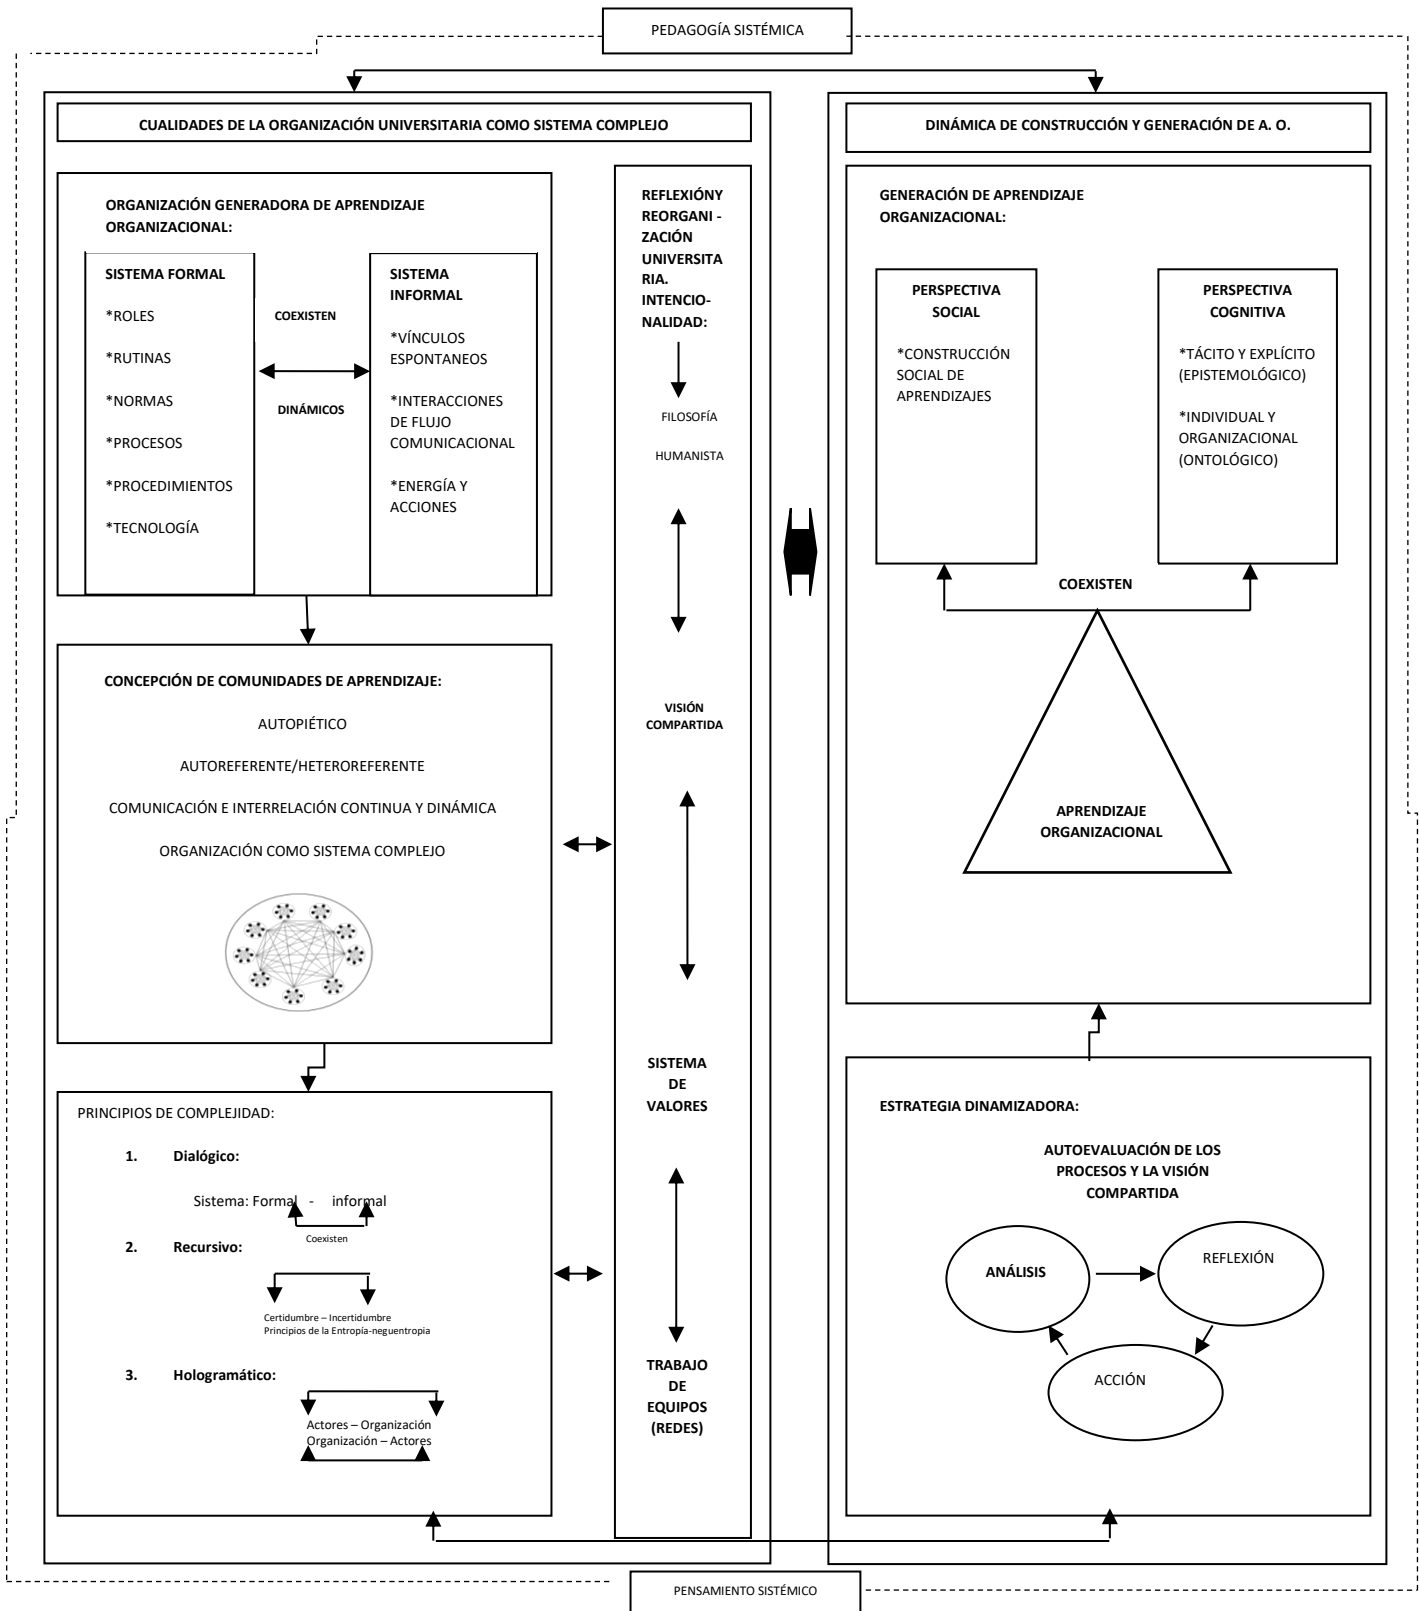 PEDAGOGÍA SISTÉMICA
CUALIDADES DE LA ORGANIZACIÓN UNIVERSITARIA COMO SISTEMA COMPLEJO
ORGANIZACIÓN GENERADORA DE APRENDIZAJE
ORGANIZACIONAL:
SISTEMA FORMAL
*ROLES
*RUTINAS
*NORMAS
*PROCESOS
*PROCEDIMIENTOS
*TECNOLOGÍA
COEXISTEN
DINÁMICOS
SISTEMA
INFORMAL
*VÍNCULOS
ESPONTANEOS
*INTERACCIONES
DE FLUJO
COMUNICACIONAL
*ENERGÍA Y
ACCIONES
CONCEPCIÓN DE COMUNIDADES DE APRENDIZAJE:
AUTOPIÉTICO
AUTOREFERENTE/HETEROREFERENTE
COMUNICACIÓN E INTERRELACIÓN CONTINUA Y DINÁMICA
ORGANIZACIÓN COMO SISTEMA COMPLEJO
PRINCIPIOS DE COMPLEJIDAD:
1. Dialógico:
Sistema: Formal - informal
Coexisten
2. Recursivo:
Certidumbre – Incertidumbre
Principios de la Entropía-neguentropia
3. Hologramático:
Actores – Organización
Organización – Actores
REFLEXIÓNY
REORGANI -
ZACIÓN
UNIVERSITA
RIA.
INTENCIO-
NALIDAD:
FILOSOFÍA
HUMANISTA
VISIÓN
COMPARTIDA
SISTEMA
DE
VALORES
TRABAJO
DE
EQUIPOS
(REDES)
DINÁMICA DE CONSTRUCCIÓN Y GENERACIÓN DE A. O.
GENERACIÓN DE APRENDIZAJE
ORGANIZACIONAL:
PERSPECTIVA
SOCIAL
*CONSTRUCCIÓN
SOCIAL DE
APRENDIZAJES
PERSPECTIVA
COGNITIVA
*TÁCITO Y EXPLÍCITO
(EPISTEMOLÓGICO)
*INDIVIDUAL Y
ORGANIZACIONAL
(ONTOLÓGICO)
COEXISTEN
APRENDIZAJE
ORGANIZACIONAL
ESTRATEGIA DINAMIZADORA:
AUTOEVALUACIÓN DE LOS
PROCESOS Y LA VISIÓN
COMPARTIDA
ANÁLISIS
REFLEXIÓN
ACCIÓN
PENSAMIENTO SISTÉMICO